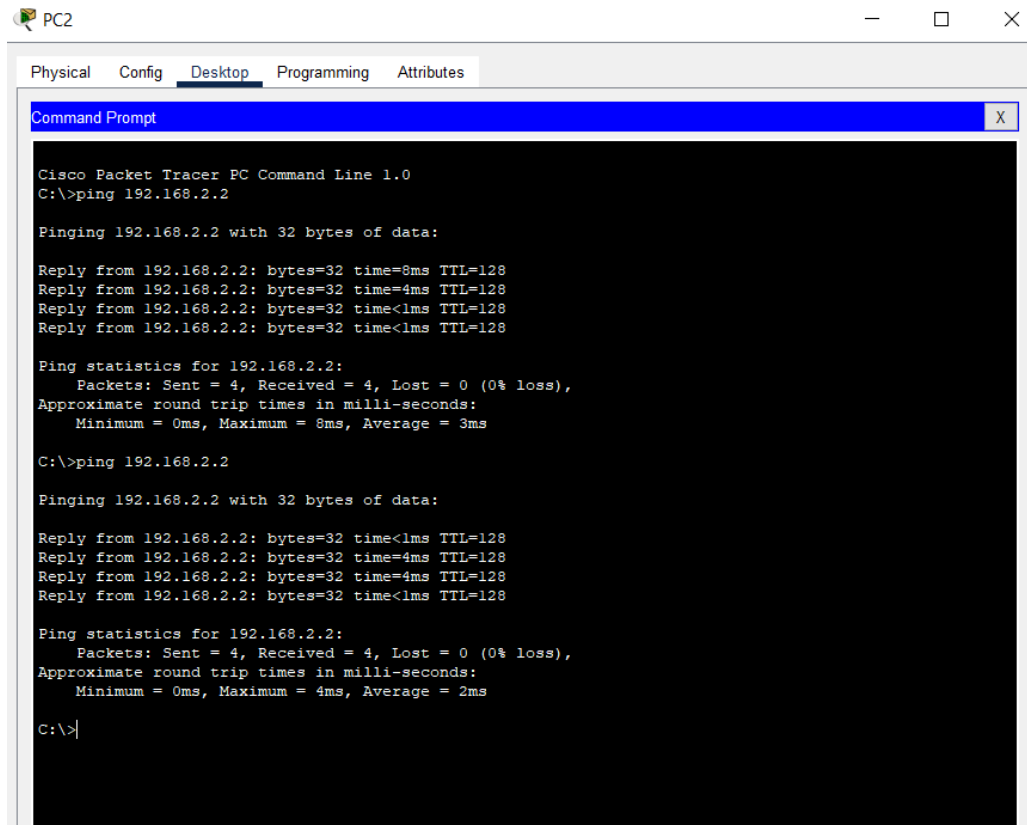 PC2
Physical Config Desktop Programming Attributes
Command Prompt X
Cisco Packet Tracer PC Command Line 1.0
C:\>ping 192.168.2.2
Pinging 192.168.2.2 with 32 bytes of data:
Reply from 192.168.2.2: bytes=32 time=8ms TTL=128
Reply from 192.168.2.2: bytes=32 time=4ms TTL=128
Reply from 192.168.2.2: bytes=32 time<1ms TTL=128
Reply from 192.168.2.2: bytes=32 time<1ms TTL=128
Ping statistics for 192.168.2.2:
Packets: Sent = 4, Received = 4, Lost = 0 (0% loss),
Approximate round trip times in milli-seconds:
Minimum = 0ms, Maximum = 8ms, Average = 3ms
C:\>ping 192.168.2.2
Pinging 192.168.2.2 with 32 bytes of data:
Reply from 192.168.2.2: bytes=32 time<1ms TTL=128
Reply from 192.168.2.2: bytes=32 time=4ms TTL=128
Reply from 192.168.2.2: bytes=32 time=4ms TTL=128
Reply from 192.168.2.2: bytes=32 time<1ms TTL=128
Ping statistics for 192.168.2.2:
Packets: Sent = 4, Received = 4, Lost = 0 (0% loss),
Approximate round trip times in milli-seconds:
Minimum = 0ms, Maximum = 4ms, Average = 2ms
C:\>